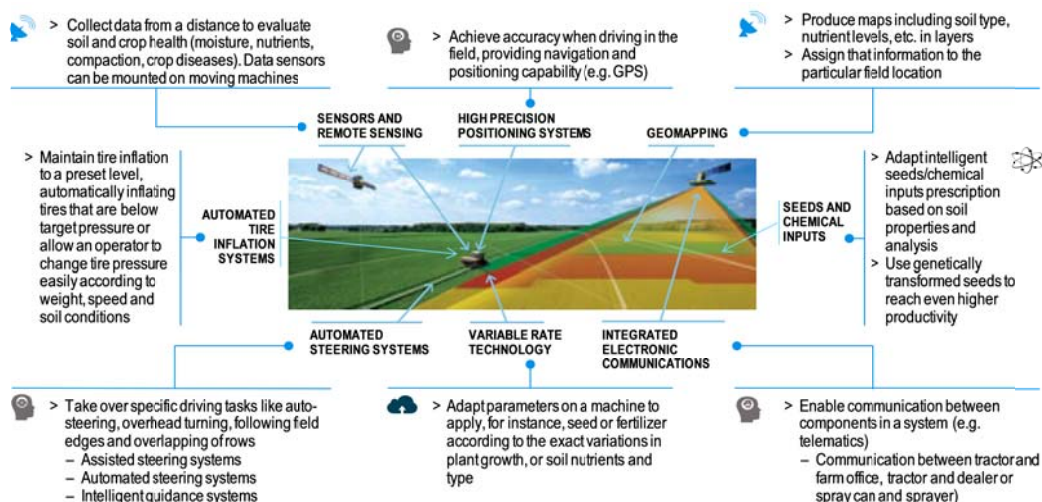 > Collect data from a distance to evaluate
soil and crop health (moisture, nutrients,
compaction, crop diseases). Data sensors
can be mounted on moving machines
> Achieve accuracy when driving in the
field, providing navigation and
positioning capability (e.g. GPS)
> Produce maps including soil type,
nutrient levels, etc. in layers
> Assign that information to the
particular field location
SENSORS AND
REMOTE SENSING
HIGH PRECISION
POSITIONING SYSTEMS
GEOMAPPING
> Maintain tire inflation
to a preset level,
automatically inflating
tires that are below
target pressure or
allow an operator to
change tire pressure
easily according to
weight, speed and
soil conditions
AUTOMATED
TIRE
INFLATION
SYSTEMS
SEEDS AND
CHEMICAL
INPUTS
> Adapt intelligent
seeds/chemical
inputs prescription
based on soil
properties and
analysis
> Use genetically
transformed seeds to
reach even higher
productivity
AUTOMATED
STEERING SYSTEMS
VARIABLE RATE
TECHNOLOGY
INTEGRATED
ELECTRONIC
COMMUNICATIONS
> Take over specific driving tasks like auto-
steering, overhead turning, following field
edges and overlapping of rows
– Assisted steering systems
– Automated steering systems
– Intelligent guidance systems
> Adapt parameters on a machine to
apply, for instance, seed or fertilizer
according to the exact variations in
plant growth, or soil nutrients and
type
> Enable communication between
components in a system (e.g.
telematics)
– Communication between tractor and
farm office, tractor and dealer or
spray can and sprayer)